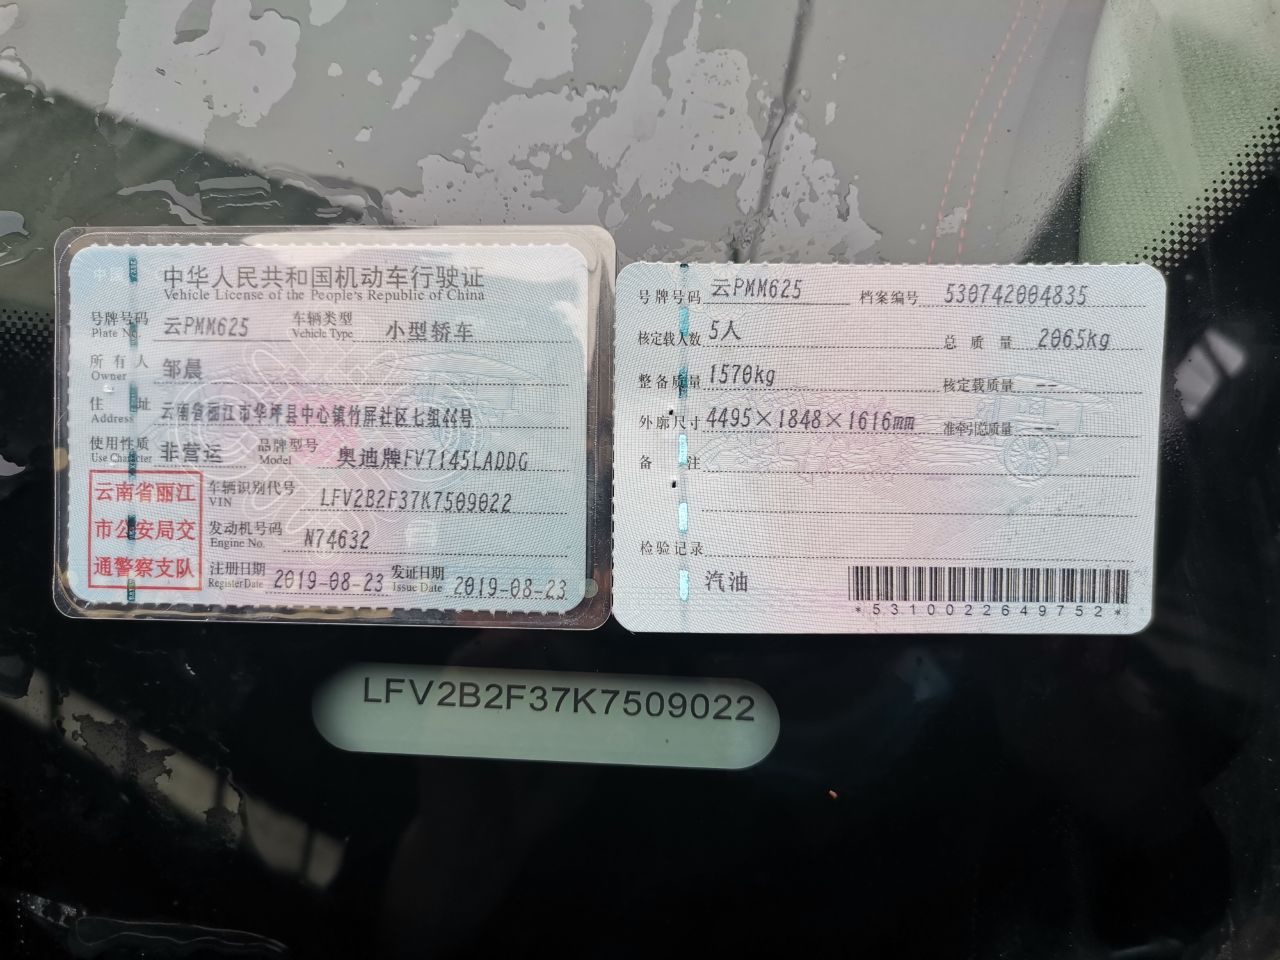 中华人民共和国机动车行驶证
Vehicle License of the People's Republic of China
号牌号码 云PMM625 车辆类型 小型轿车
Plate No. Vehicle Type
所有人 邹晨
Owner
住址 云南省丽江市华坪县中心镇竹屏社区七组44号
Address
使用性质 非营运 品牌型号 奥迪牌FV7145LADDG
Use Character Model
云南省丽江
市公安局交
通警察支队
车辆识别代号 LFV2B2F37K7509022
VIN
发动机号码 N74632
Engine No.
注册日期 2019-08-23 发证日期 2019-08-23
Register Date Issue Date
号牌号码 云PMM625 档案编号 530742004835
核定载人数 5人 总质量 2065kg
整备质量 1570kg 核定载质量 --
外廓尺寸 4495×1848×1616mm 准牵引总质量 --
备注
检验记录
汽油
*5310022649752*
LFV2B2F37K7509022